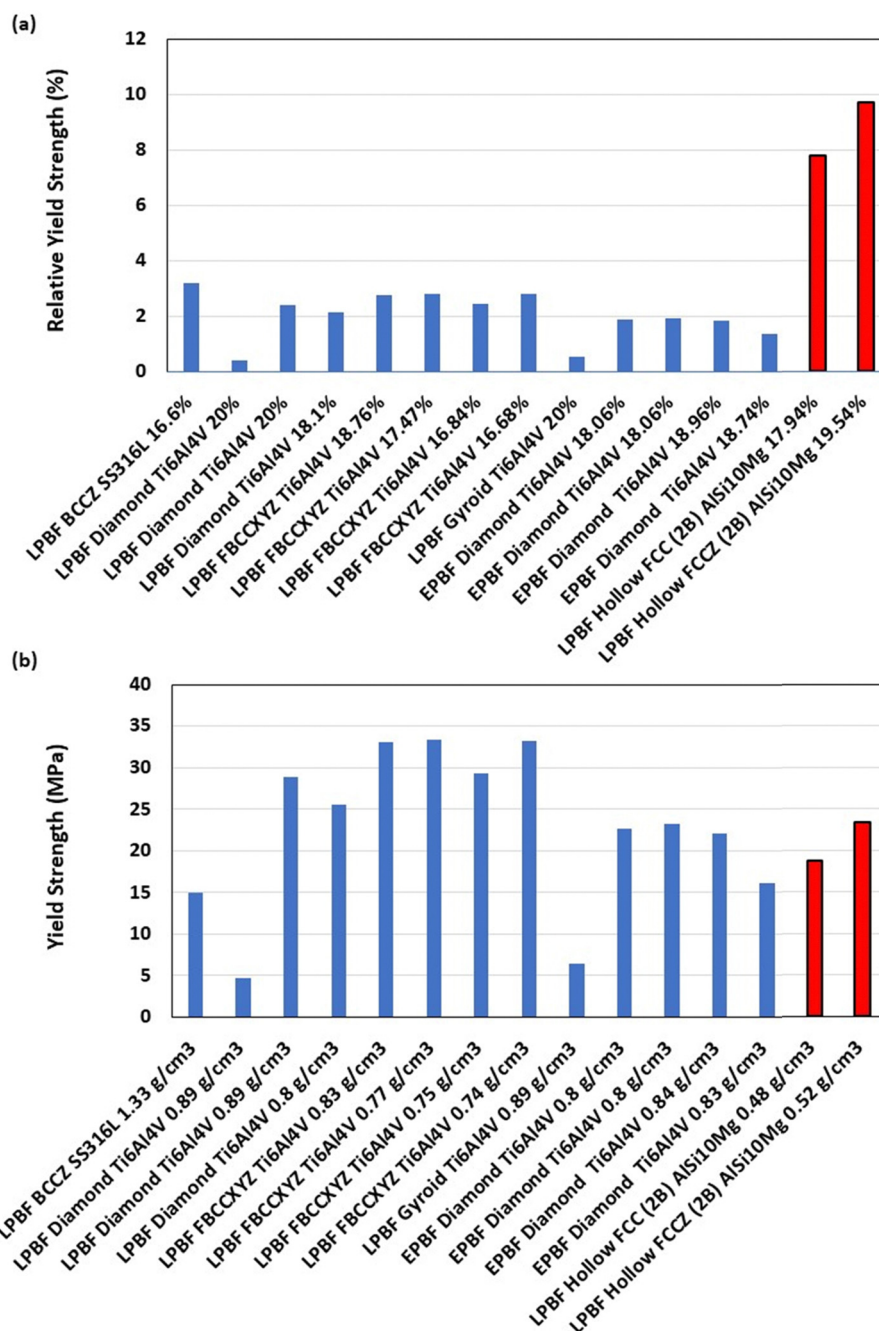 (a)
Relative Yield Strength (%)
12
10
8
6
4
2
0
LPBF BCCZ SS316L 16.6%
LPBF Diamond Ti6Al4V 20%
LPBF Diamond Ti6Al4V 20%
LPBF Diamond Ti6Al4V 18.1%
LPBF FBCCXYZ Ti6Al4V 18.76%
LPBF FBCCXYZ Ti6Al4V 17.47%
LPBF FBCCXYZ Ti6Al4V 16.84%
LPBF FBCCXYZ Ti6Al4V 16.68%
LPBF Gyroid Ti6Al4V 20%
EPBF Diamond Ti6Al4V 18.06%
EPBF Diamond Ti6Al4V 18.06%
EPBF Diamond Ti6Al4V 18.96%
EPBF Diamond Ti6Al4V 18.74%
LPBF Hollow FCC (2B) AlSi10Mg 17.94%
LPBF Hollow FCCZ (2B) AlSi10Mg 19.54%
(b)
Yield Strength (MPa)
40
35
30
25
20
15
10
5
0
LPBF BCCZ SS316L 1.33 g/cm3
LPBF Diamond Ti6Al4V 0.89 g/cm3
LPBF Diamond Ti6Al4V 0.89 g/cm3
LPBF Diamond Ti6Al4V 0.8 g/cm3
LPBF FBCCXYZ Ti6Al4V 0.83 g/cm3
LPBF FBCCXYZ Ti6Al4V 0.77 g/cm3
LPBF FBCCXYZ Ti6Al4V 0.75 g/cm3
LPBF FBCCXYZ Ti6Al4V 0.74 g/cm3
LPBF Gyroid Ti6Al4V 0.89 g/cm3
EPBF Diamond Ti6Al4V 0.8 g/cm3
EPBF Diamond Ti6Al4V 0.8 g/cm3
EPBF Diamond Ti6Al4V 0.84 g/cm3
EPBF Diamond Ti6Al4V 0.83 g/cm3
LPBF Hollow FCC (2B) AlSi10Mg 0.48 g/cm3
LPBF Hollow FCCZ (2B) AlSi10Mg 0.52 g/cm3